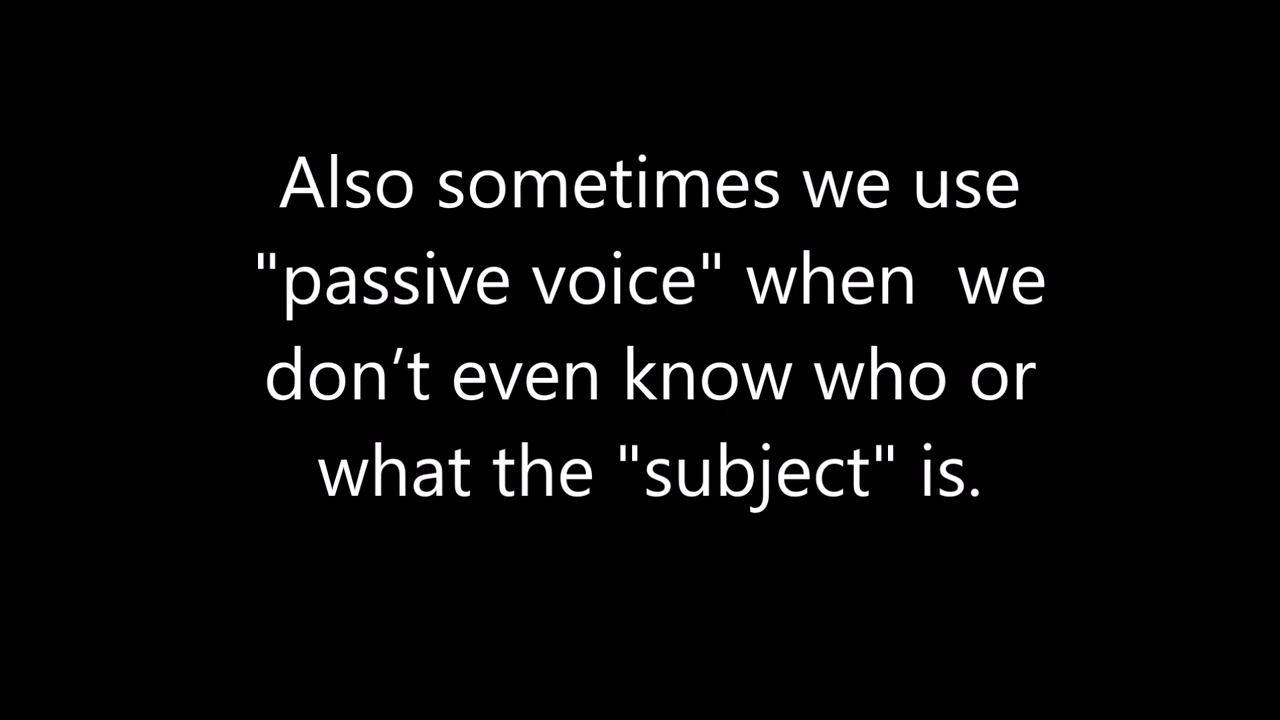 Also sometimes we use
"passive voice" when  we
don’t even know who or
what the "subject" is.